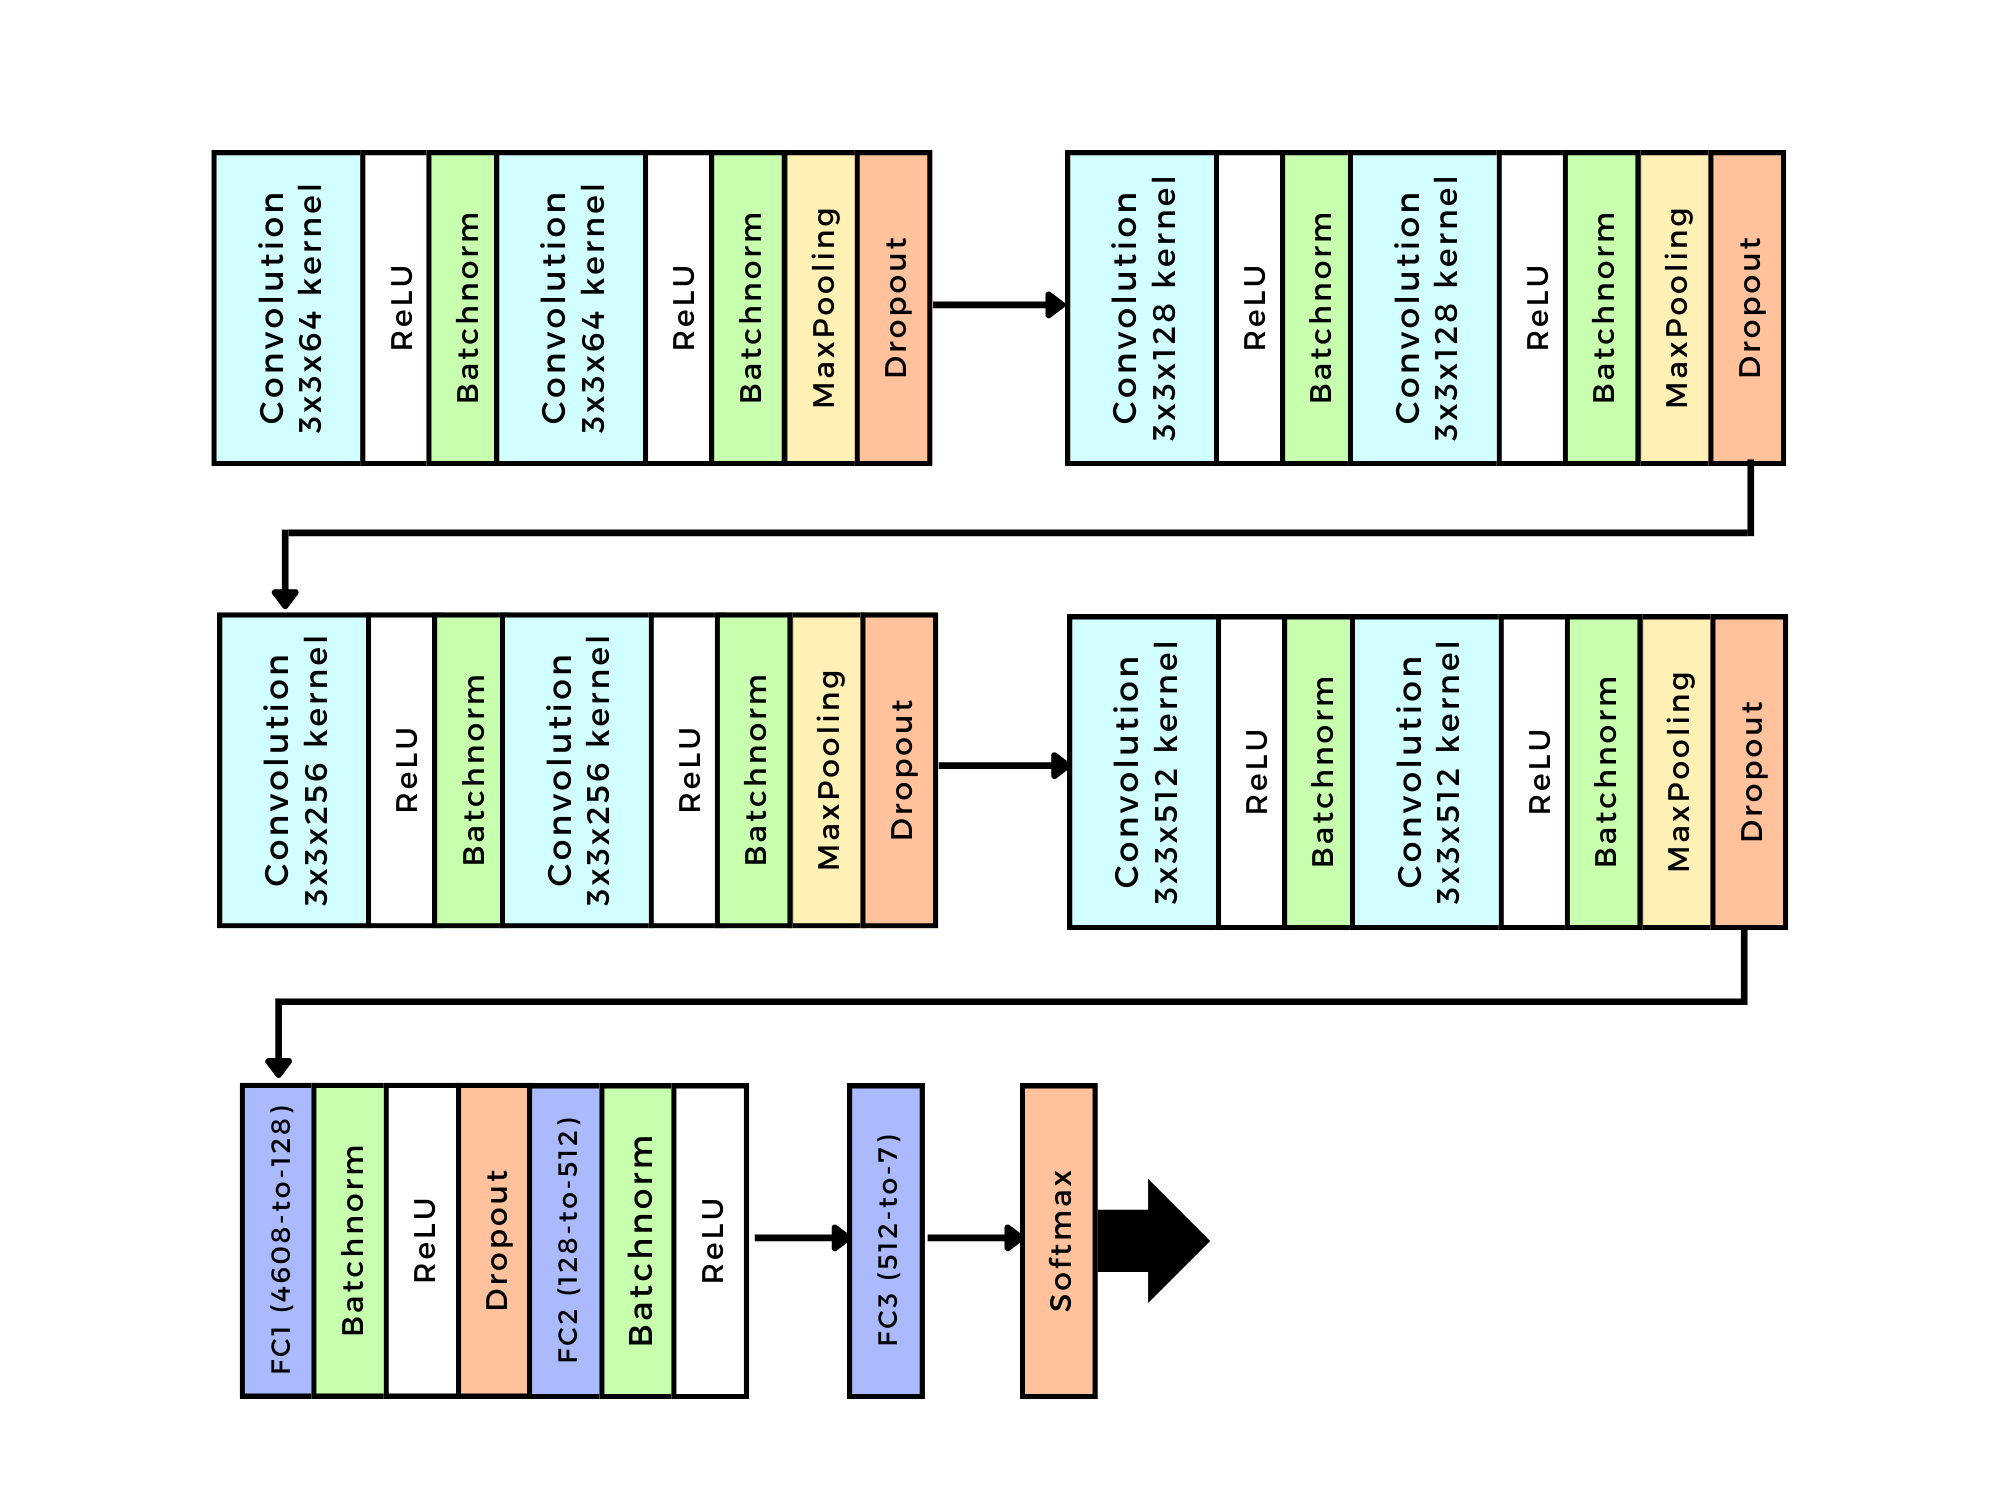 Convolution
3x3x64 kernel
ReLU
Batchnorm
Convolution
3x3x64 kernel
ReLU
Batchnorm
MaxPooling
Dropout
Convolution
3x3x128 kernel
ReLU
Batchnorm
Convolution
3x3x128 kernel
ReLU
Batchnorm
MaxPooling
Dropout
Convolution
3x3x256 kernel
ReLU
Batchnorm
Convolution
3x3x256 kernel
ReLU
Batchnorm
MaxPooling
Dropout
Convolution
3x3x512 kernel
ReLU
Batchnorm
Convolution
3x3x512 kernel
ReLU
Batchnorm
MaxPooling
Dropout
FC1 (4608-to-128)
Batchnorm
ReLU
Dropout
FC2 (128-to-512)
Batchnorm
ReLU
FC3 (512-to-7)
Softmax